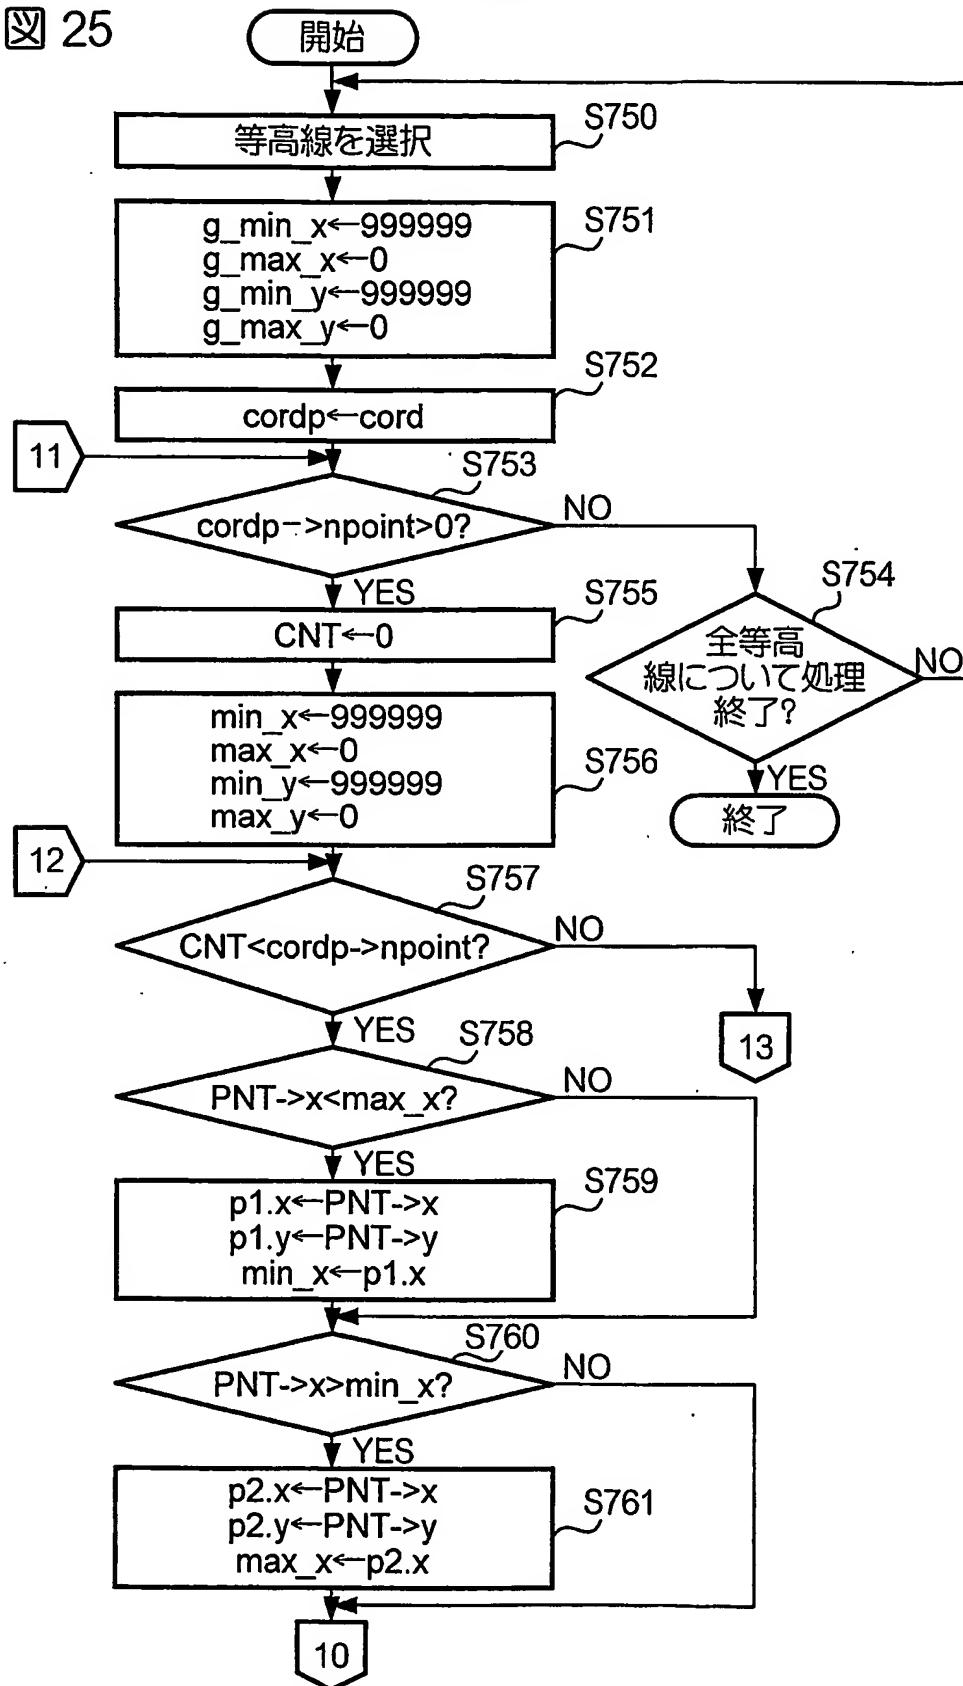 図 25
開始
S750
等高線を選択
S751
g_min_x←999999
g_max_x←0
g_min_y←999999
g_max_y←0
S752
cordp←cord
11
S753
cordp->npoint>0?
NO
YES
S754
全等高
線について処理
終了?
NO
YES
終了
S755
CNT←0
S756
min_x←999999
max_x←0
min_y←999999
max_y←0
12
S757
CNT<cordp->npoint?
NO
13
YES
S758
PNT->x<max_x?
NO
YES
S759
p1.x←PNT->x
p1.y←PNT->y
min_x←p1.x
S760
PNT->x>min_x?
NO
YES
S761
p2.x←PNT->x
p2.y←PNT->y
max_x←p2.x
10